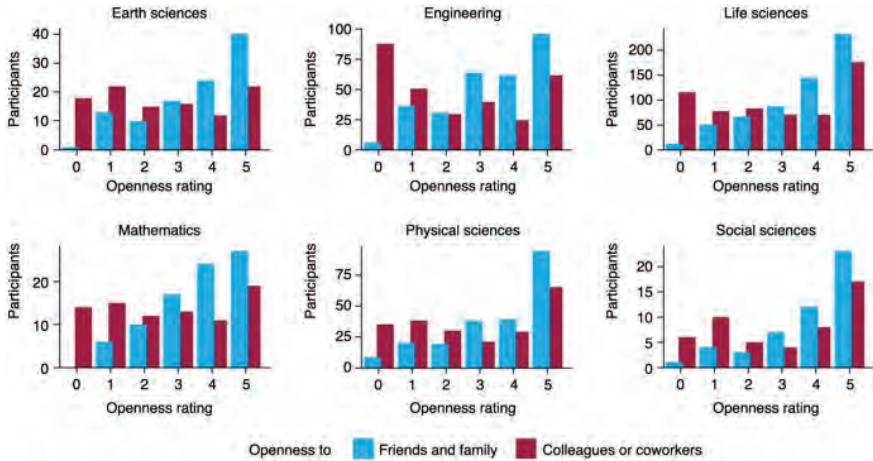 Earth sciences
Engineering
Life sciences
Participants
40
30
20
10
0
0 1 2 3 4 5
Openness rating
Participants
100
75
50
25
0
0 1 2 3 4 5
Openness rating
Participants
200
150
100
50
0
0 1 2 3 4 5
Openness rating
Mathematics
Physical sciences
Social sciences
Participants
20
10
0
0 1 2 3 4 5
Openness rating
Participants
75
50
25
0
0 1 2 3 4 5
Openness rating
Participants
20
15
10
5
0
0 1 2 3 4 5
Openness rating
Openness to Friends and family Colleagues or coworkers